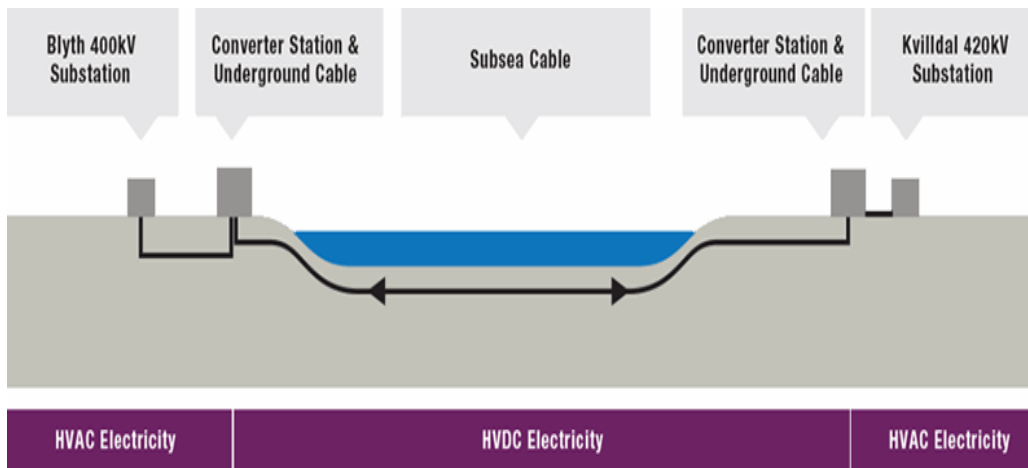 Blyth 400kV
Substation
Converter Station &
Underground Cable
Subsea Cable
Converter Station &
Underground Cable
Kvilldal 420kV
Substation
HVAC Electricity
HVDC Electricity
HVAC Electricity